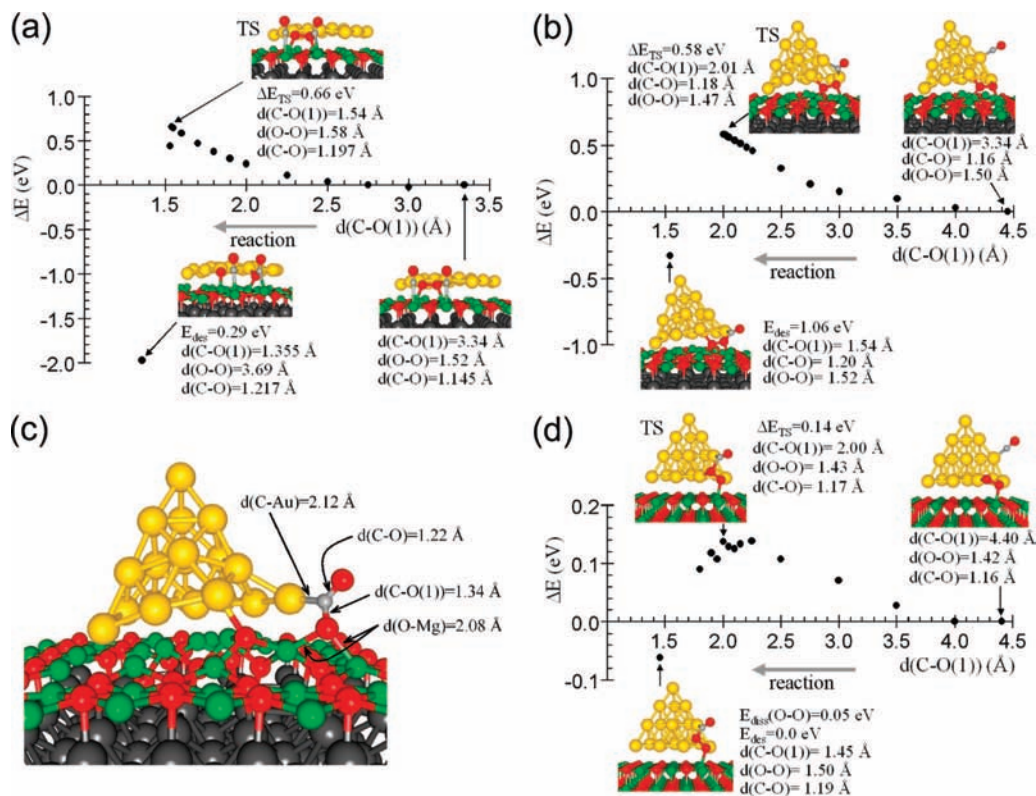 (a)
TS
ΔE_TS=0.66 eV
d(C-O(1))=1.54 Å
d(O-O)=1.58 Å
d(C-O)=1.197 Å
1.0
0.5
0.0
-0.5
-1.0
-1.5
-2.0
ΔE (eV)
1.5
2.0
2.5
3.0
3.5
d(C-O(1)) (Å)
reaction
E_des=0.29 eV
d(C-O(1))=1.355Å
d(O-O)=3.69 Å
d(C-O)=1.217 Å
d(C-O(1))=3.34 Å
d(O-O)=1.52 Å
d(C-O)=1.145 Å
(b)
ΔE_TS=0.58 eV
d(C-O(1))=2.01 Å
d(C-O)=1.18 Å
d(O-O)=1.47 Å
TS
d(C-O(1))=3.34 Å
d(C-O)= 1.16 Å
d(O-O)= 1.50 Å
1.0
0.5
0.0
-0.5
-1.0
ΔE (eV)
1.5
2.0
2.5
3.0
3.5
4.0
4.5
d(C-O(1)) (Å)
reaction
E_des=1.06 eV
d(C-O(1))= 1.54 Å
d(C-O)= 1.20 Å
d(O-O)= 1.52 Å
(c)
d(C-Au)=2.12 Å
d(C-O)=1.22 Å
d(C-O(1))=1.34 Å
d(O-Mg)=2.08 Å
(d)
TS
ΔE_TS=0.14 eV
d(C-O(1))= 2.00 Å
d(O-O)= 1.43 Å
d(C-O)= 1.17 Å
d(C-O(1))=4.40 Å
d(O-O)= 1.42 Å
d(C-O)= 1.16 Å
0.2
0.1
0.0
-0.1
ΔE (eV)
1.5
2.0
2.5
3.0
3.5
4.0
4.5
d(C-O(1)) (Å)
reaction
E_diss(O-O)=0.05 eV
E_des=0.0 eV
d(C-O(1))= 1.45 Å
d(O-O)= 1.50 Å
d(C-O)= 1.19 Å